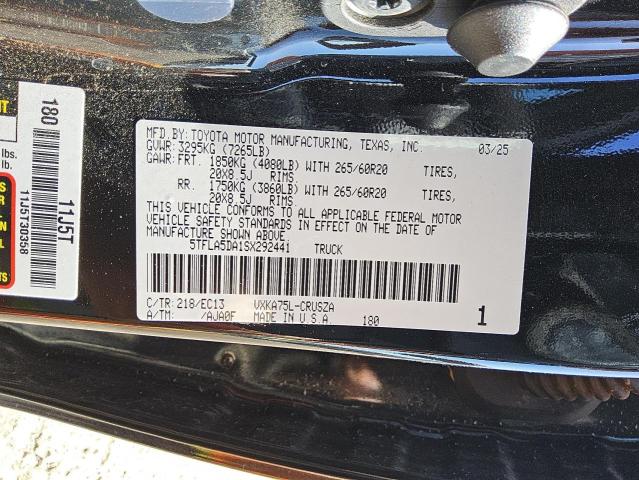 MFD.BY: TOYOTA MOTOR MANUFACTURING, TEXAS, INC. 03/25
GVWR: 3295KG (7265LB)
GAWR: FRT. 1850KG (4080LB) WITH 265/60R20 TIRES,
20X8.5J RIMS.
RR. 1750KG (3860LB) WITH 265/60R20 TIRES,
20X8.5J RIMS.
THIS VEHICLE CONFORMS TO ALL APPLICABLE FEDERAL MOTOR
VEHICLE SAFETY STANDARDS IN EFFECT ON THE DATE OF
MANUFACTURE SHOWN ABOVE.
5TFLA5DA1SX292441 TRUCK
C/TR: 218/EC13 VXKA75L-CRUSZA
A/TM: /AJA0F MADE IN U.S.A. 180 1
180
11J5T
11J5T3D358
lbs.
lbs.